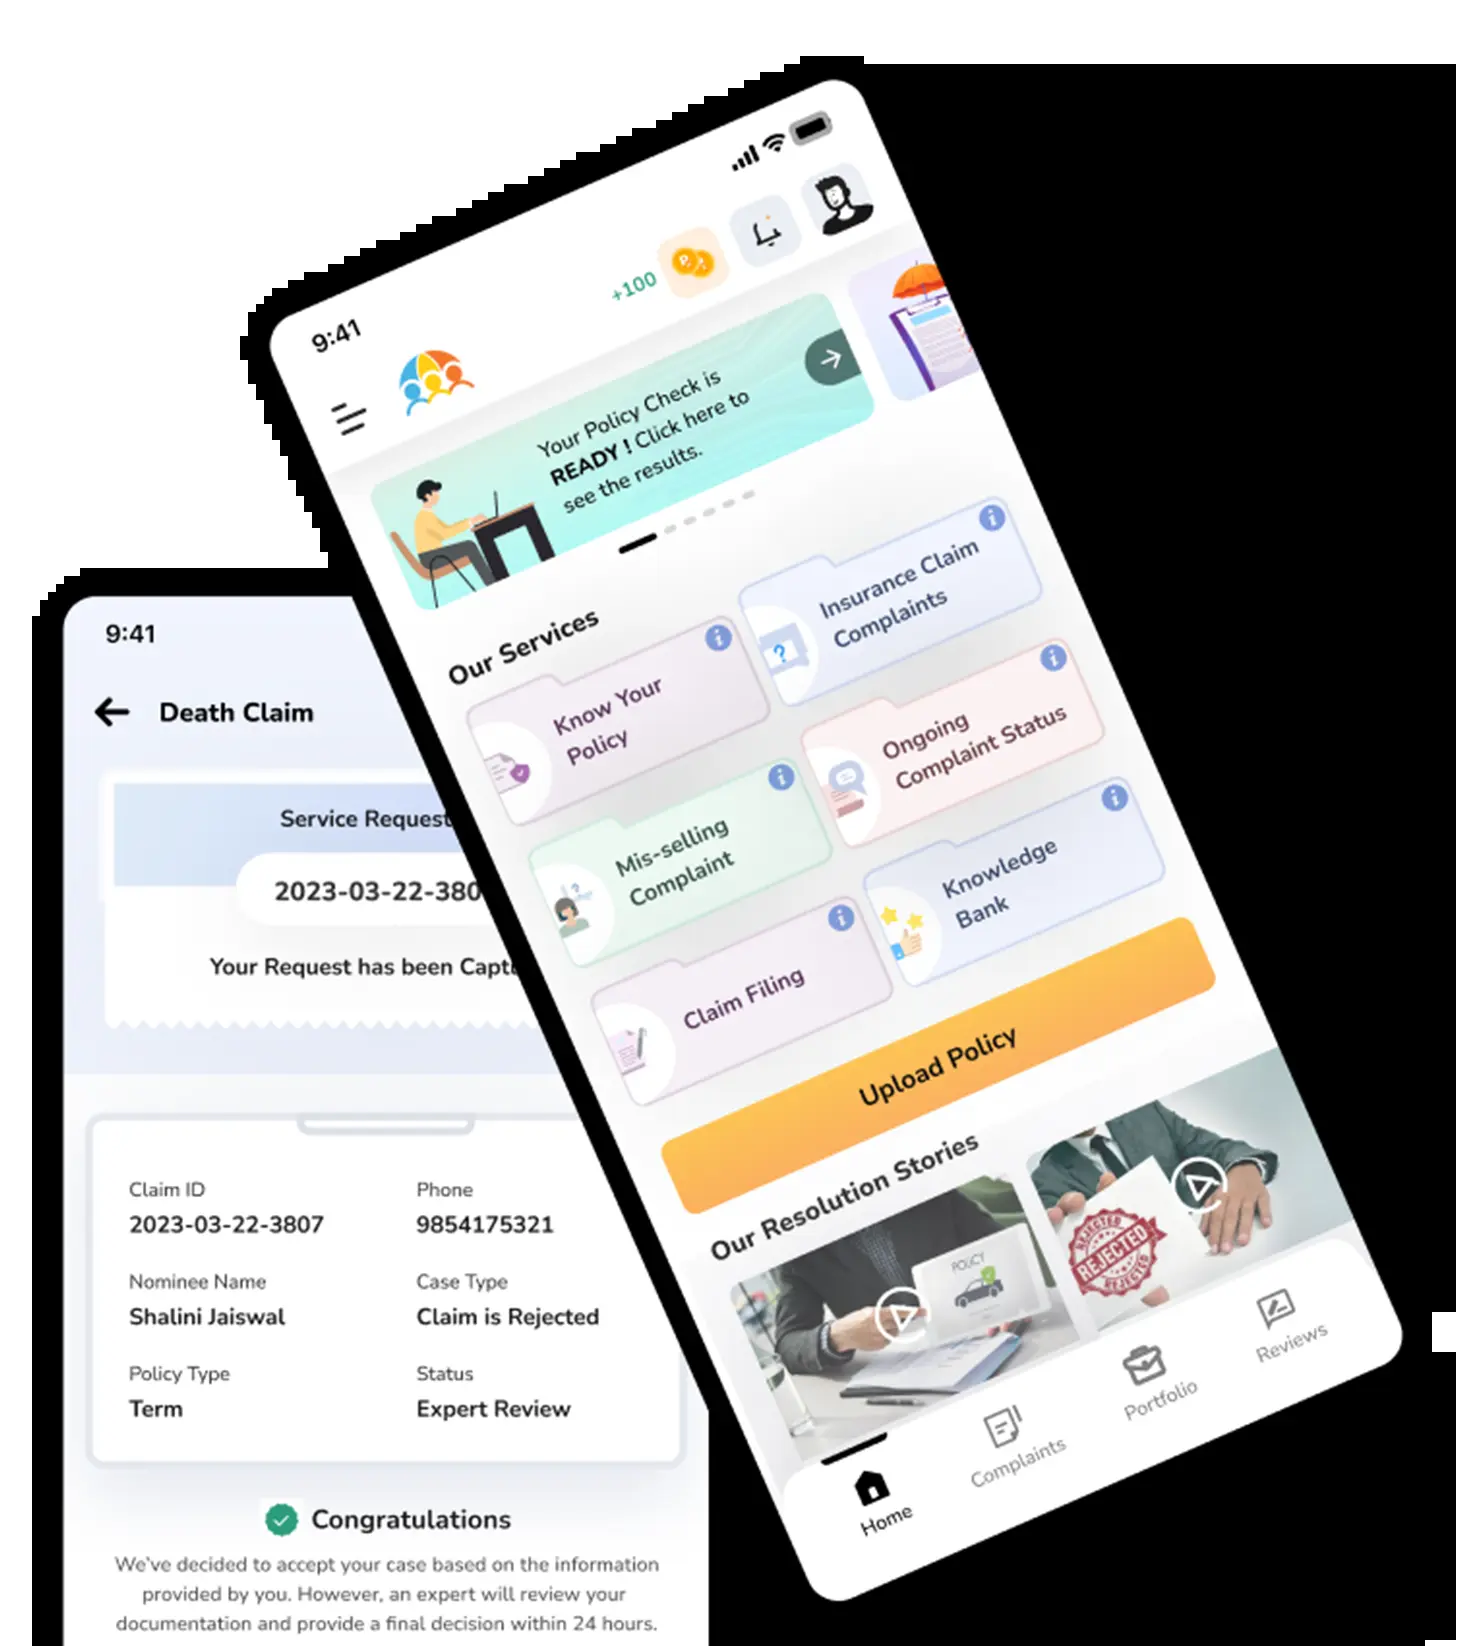 9:41
+100
Your Policy Check is
READY ! Click here to
see the results.
Our Services
Know Your
Policy
Insurance Claim
Complaints
Mis-selling
Complaint
Ongoing
Complaint Status
Claim Filing
Knowledge
Bank
Upload Policy
Our Resolution Stories
POLICY
REJECTED
REJECTED
REJECTED
Home
Complaints
Portfolio
Reviews
9:41
Death Claim
Service Request
2023-03-22-380
Your Request has been Capt
Claim ID
2023-03-22-3807
Phone
9854175321
Nominee Name
Shalini Jaiswal
Case Type
Claim is Rejected
Policy Type
Term
Status
Expert Review
Congratulations
We've decided to accept your case based on the information
provided by you. However, an expert will review your
documentation and provide a final decision within 24 hours.